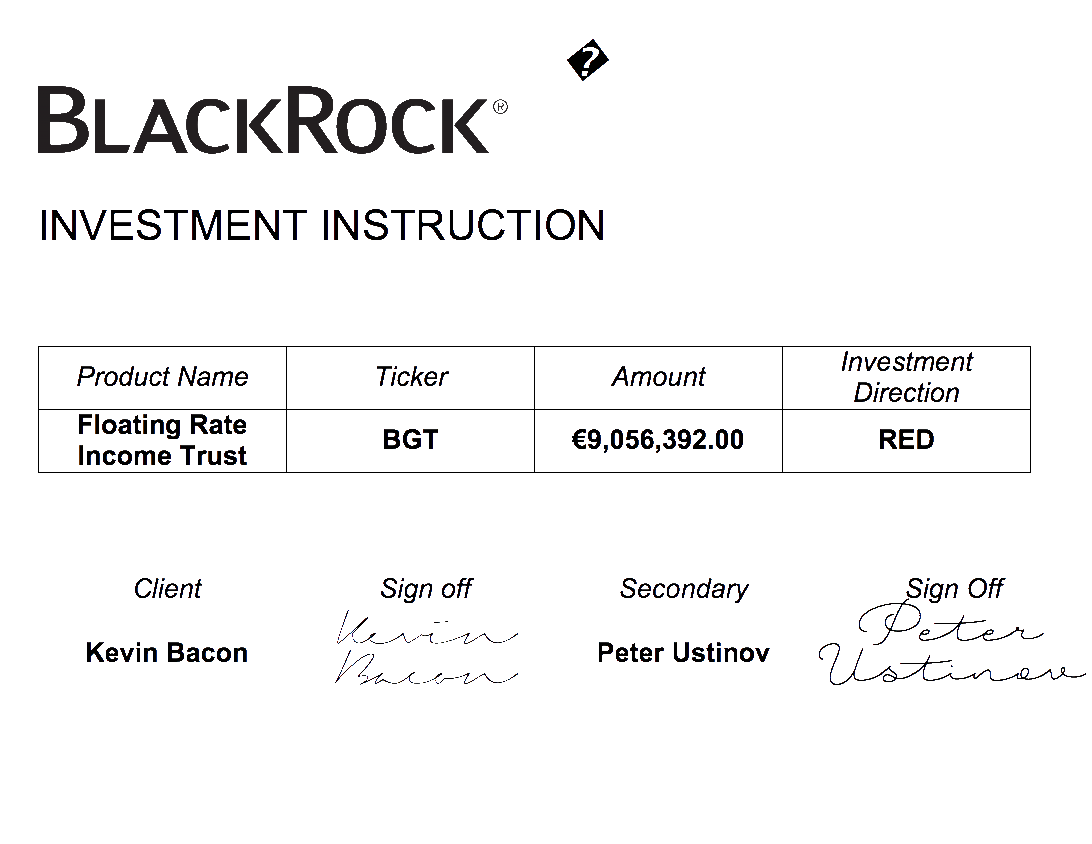 �
BLACKROCK®
INVESTMENT INSTRUCTION
Product Name Ticker Amount Investment Direction
Floating Rate Income Trust BGT €9,056,392.00 RED
Client Sign off Secondary Sign Off
Kevin Bacon Kevin Bacon Peter Ustinov Peter Ustinov